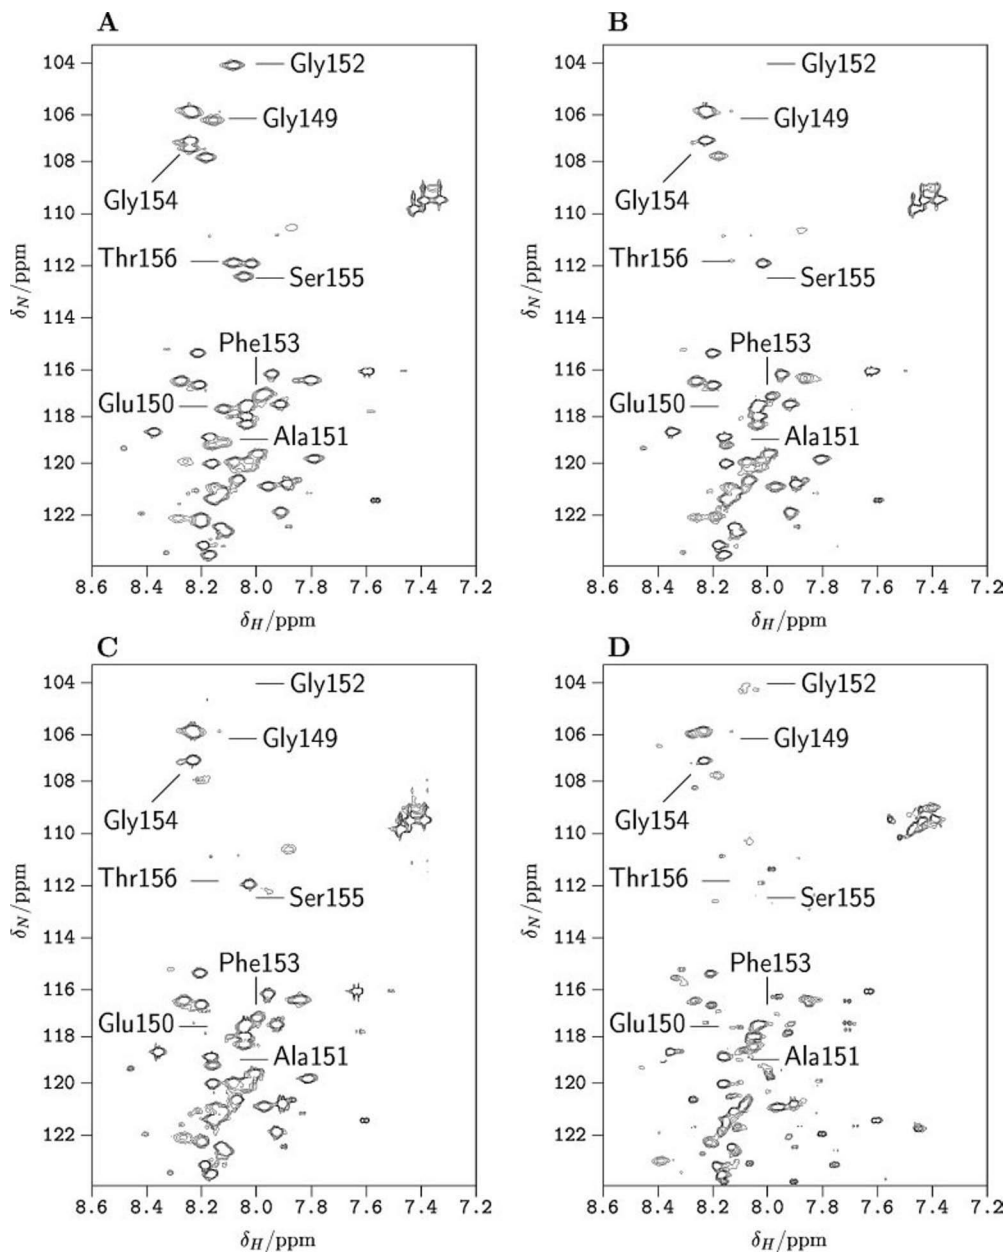 A
104
Gly152
106
Gly149
108
Gly154
110
Thr156
112
Ser155
114
Phe153
116
Glu150
118
Ala151
120
122
δN/ppm
8.6 8.4 8.2 8.0 7.8 7.6 7.4 7.2
δH/ppm
B
104
Gly152
106
Gly149
108
Gly154
110
Thr156
112
Ser155
114
Phe153
116
Glu150
118
Ala151
120
122
δN/ppm
8.6 8.4 8.2 8.0 7.8 7.6 7.4 7.2
δH/ppm
C
104
Gly152
106
Gly149
108
Gly154
110
Thr156
112
Ser155
114
Phe153
116
Glu150
118
Ala151
120
122
δN/ppm
8.6 8.4 8.2 8.0 7.8 7.6 7.4 7.2
δH/ppm
D
104
Gly152
106
Gly149
108
Gly154
110
Thr156
112
Ser155
114
Phe153
116
Glu150
118
Ala151
120
122
δN/ppm
8.6 8.4 8.2 8.0 7.8 7.6 7.4 7.2
δH/ppm